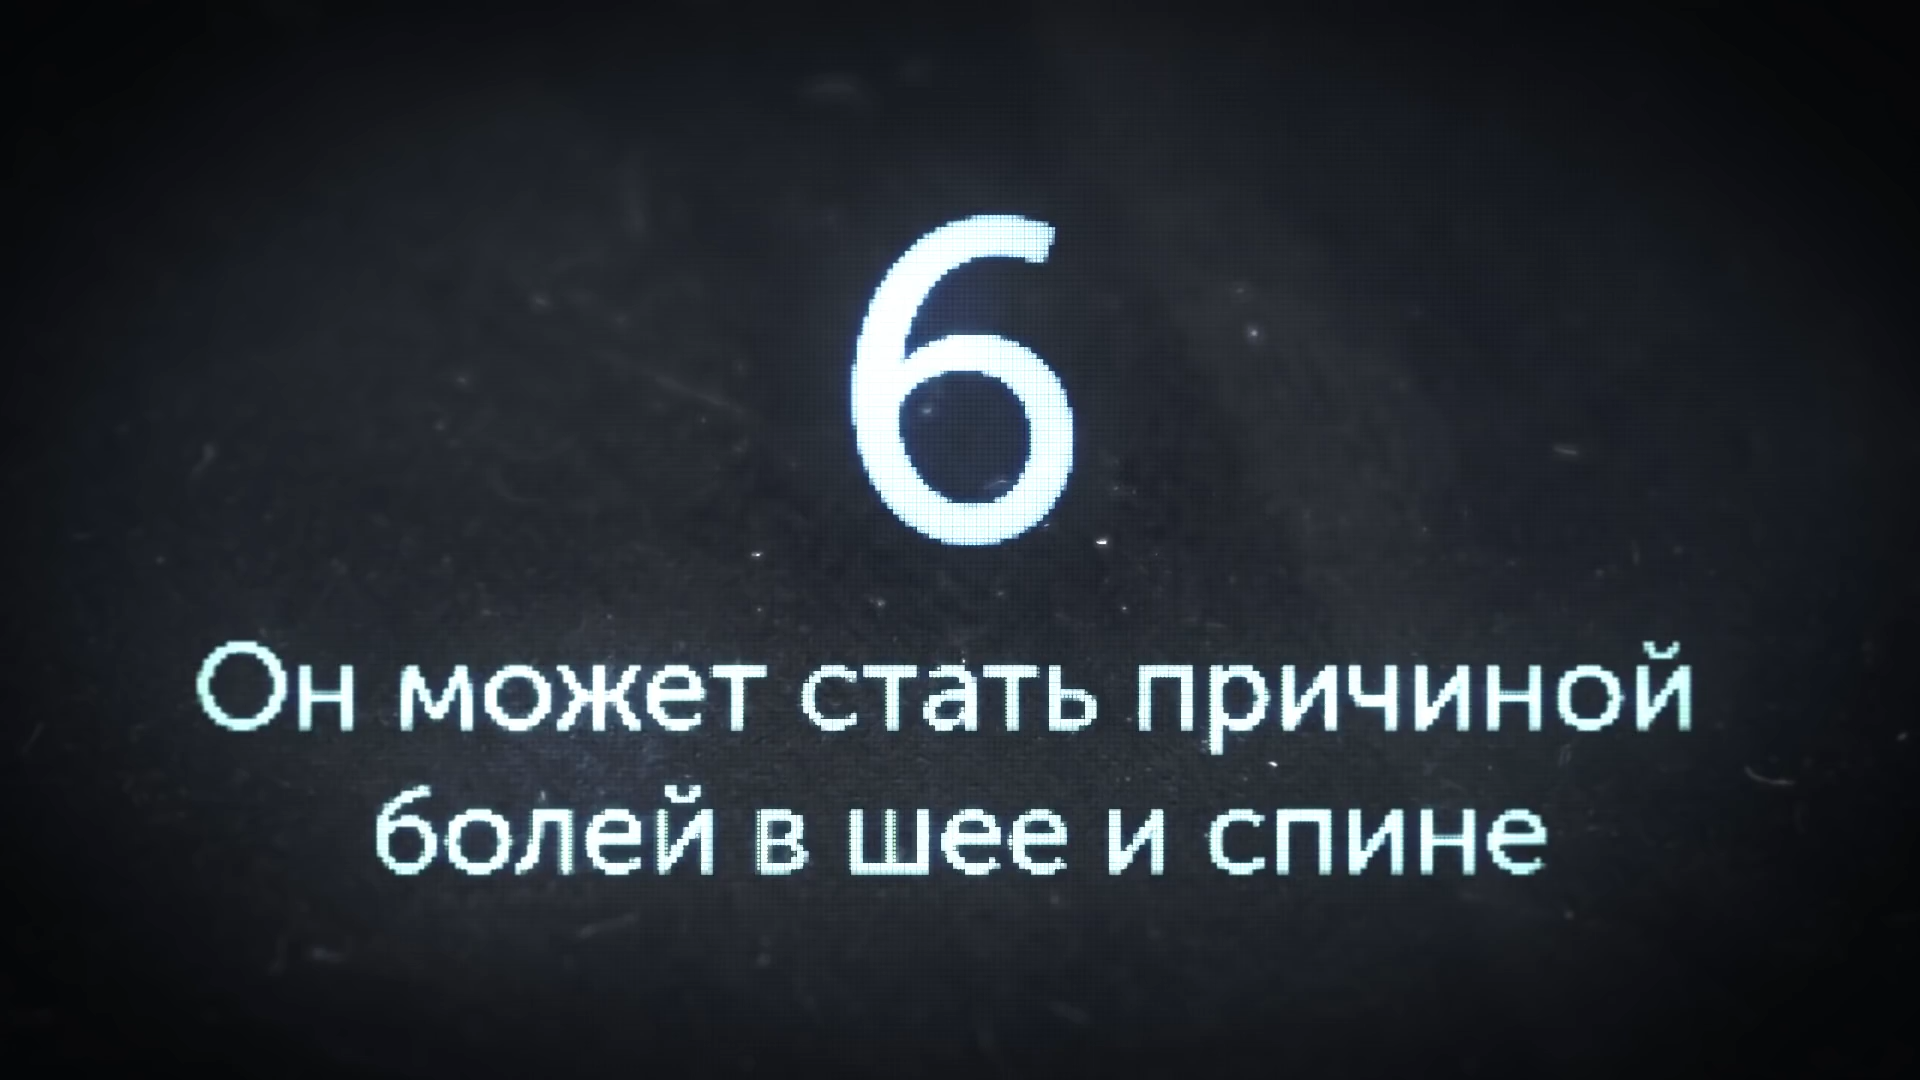 6
Он может стать причиной
болей в шее и спине